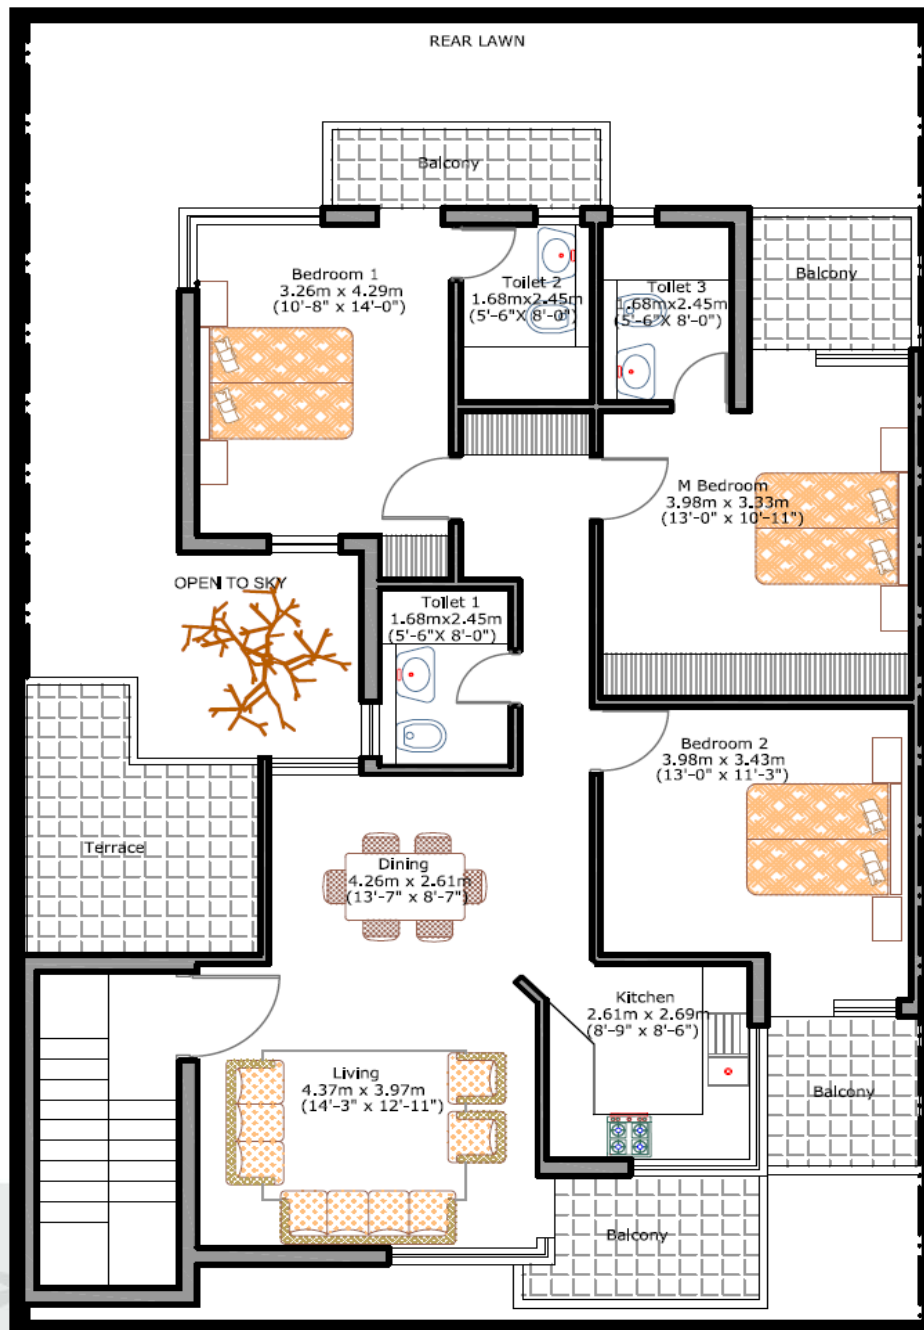 REAR LAWN
Balcony
Bedroom 1
3.26m x 4.29m
(10'-8" x 14'-0")
Toilet 2
1.68mx2.45m
(5'-6"X 8'-0")
Toilet 3
1.68mx2.45m
(5'-6"X 8'-0")
Balcony
M Bedroom
3.98m x 3.33m
(13'-0" x 10'-11")
OPEN TO SKY
Toilet 1
1.68mx2.45m
(5'-6"X 8'-0")
Bedroom 2
3.98m x 3.43m
(13'-0" x 11'-3")
Terrace
Dining
4.26m x 2.61m
(13'-7" x 8'-7")
Kitchen
2.61m x 2.69m
(8'-9" x 8'-6")
Living
4.37m x 3.97m
(14'-3" x 12'-11")
Balcony
Balcony